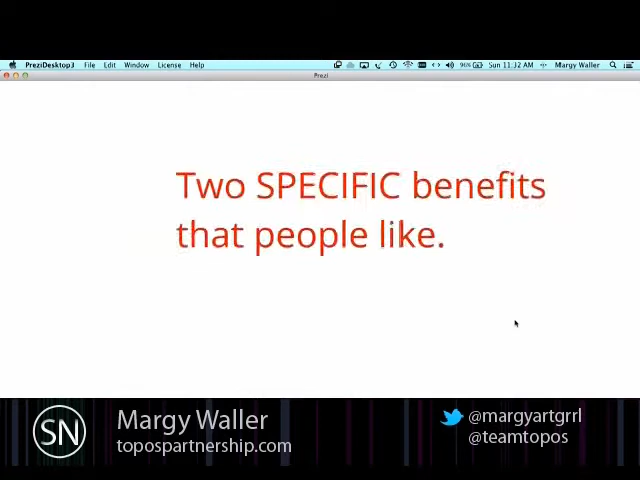 PreziDesktop3 File Edit Window License Help 96% Sun 11:32 AM Margy Waller
Prezi
Two SPECIFIC benefits
that people like.
SN
Margy Waller
topospartnership.com
@margyartgrrl
@teamtopos